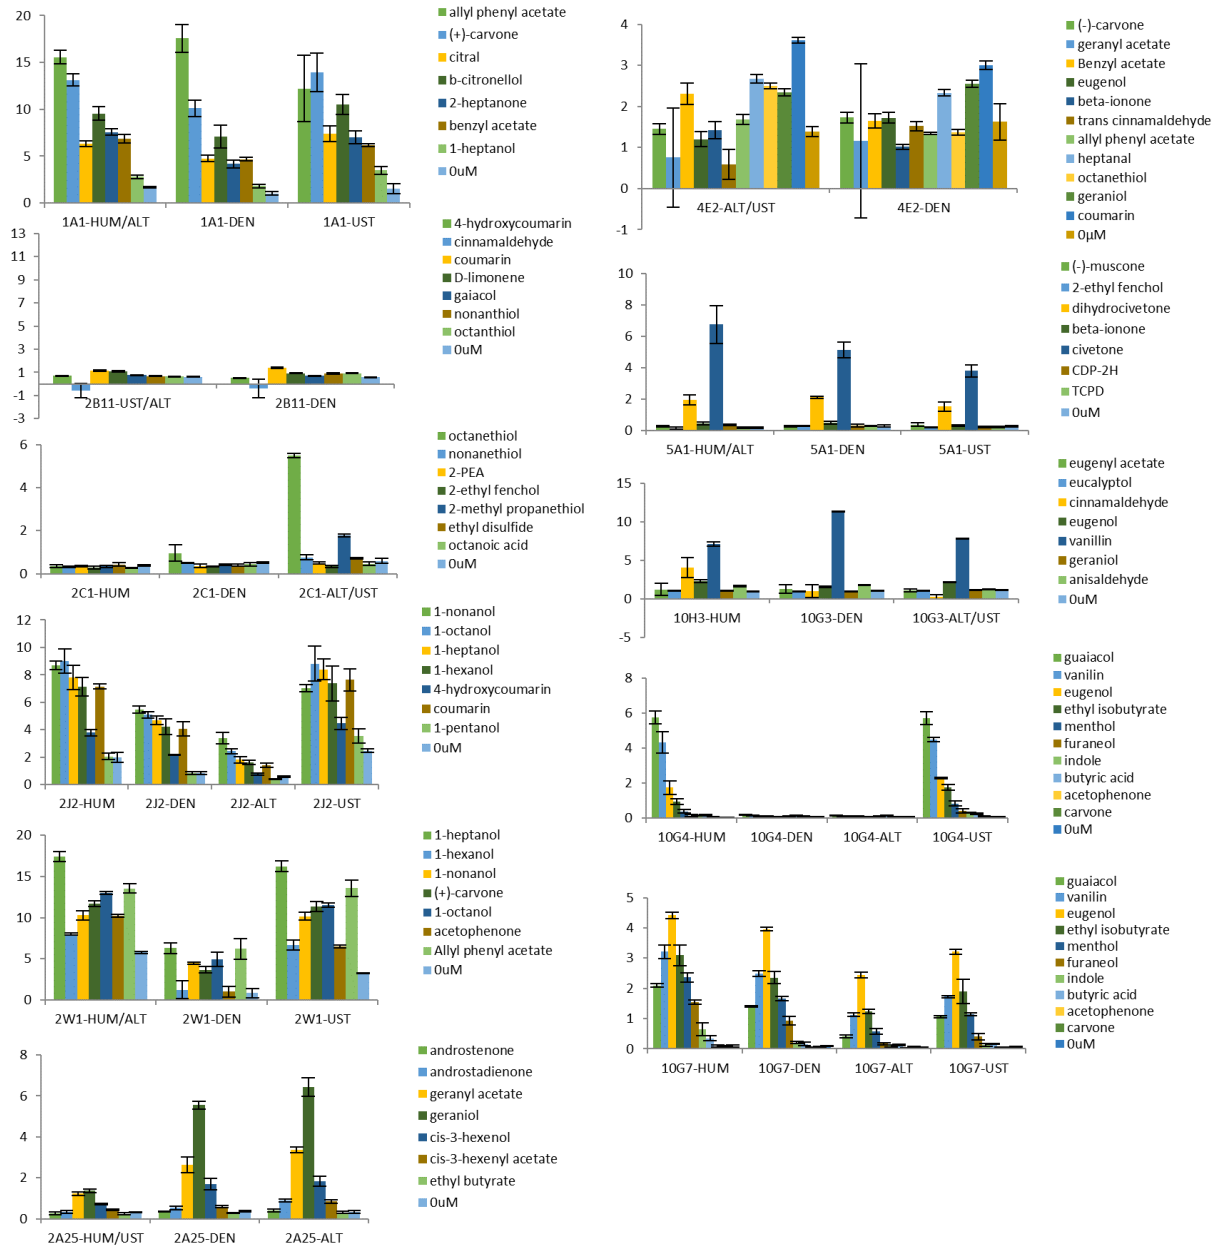 20
15
10
5
0
1A1-HUM/ALT
1A1-DEN
1A1-UST
allyl phenyl acetate
(+)-carvone
citral
b-citronellol
2-heptanone
benzyl acetate
1-heptanol
0uM
13
11
9
7
5
3
1
-1
-3
2B11-UST/ALT
2B11-DEN
4-hydroxycoumarin
cinnamaldehyde
coumarin
D-limonene
gaiacol
nonanthiol
octanthiol
0uM
6
4
2
0
2C1-HUM
2C1-DEN
2C1-ALT/UST
octanethiol
nonanethiol
2-PEA
2-ethyl fenchol
2-methyl propanethiol
ethyl disulfide
octanoic acid
0uM
12
10
8
6
4
2
0
2J2-HUM
2J2-DEN
2J2-ALT
2J2-UST
1-nonanol
1-octanol
1-heptanol
1-hexanol
4-hydroxycoumarin
coumarin
1-pentanol
0uM
20
15
10
5
0
2W1-HUM/ALT
2W1-DEN
2W1-UST
1-heptanol
1-hexanol
1-nonanol
(+)-carvone
1-octanol
acetophenone
Allyl phenyl acetate
0uM
8
6
4
2
0
2A25-HUM/UST
2A25-DEN
2A25-ALT
androstenone
androstadienone
geranyl acetate
geraniol
cis-3-hexenol
cis-3-hexenyl acetate
ethyl butyrate
0uM
4
3
2
1
0
-1
4E2-ALT/UST
4E2-DEN
(-)-carvone
geranyl acetate
Benzyl acetate
eugenol
beta-ionone
trans cinnamaldehyde
allyl phenyl acetate
heptanal
octanethiol
geraniol
coumarin
0µM
10
8
6
4
2
0
5A1-HUM/ALT
5A1-DEN
5A1-UST
(-)-muscone
2-ethyl fenchol
dihydrocivetone
beta-ionone
civetone
CDP-2H
TCPD
0uM
15
10
5
0
-5
10H3-HUM
10G3-DEN
10G3-ALT/UST
eugenyl acetate
eucalyptol
cinnamaldehyde
eugenol
vanillin
geraniol
anisaldehyde
0uM
8
6
4
2
0
10G4-HUM
10G4-DEN
10G4-ALT
10G4-UST
guaiacol
vanilin
eugenol
ethyl isobutyrate
menthol
furaneol
indole
butyric acid
acetophenone
carvone
0uM
5
4
3
2
1
0
10G7-HUM
10G7-DEN
10G7-ALT
10G7-UST
guaiacol
vanilin
eugenol
ethyl isobutyrate
menthol
furaneol
indole
butyric acid
acetophenone
carvone
0uM